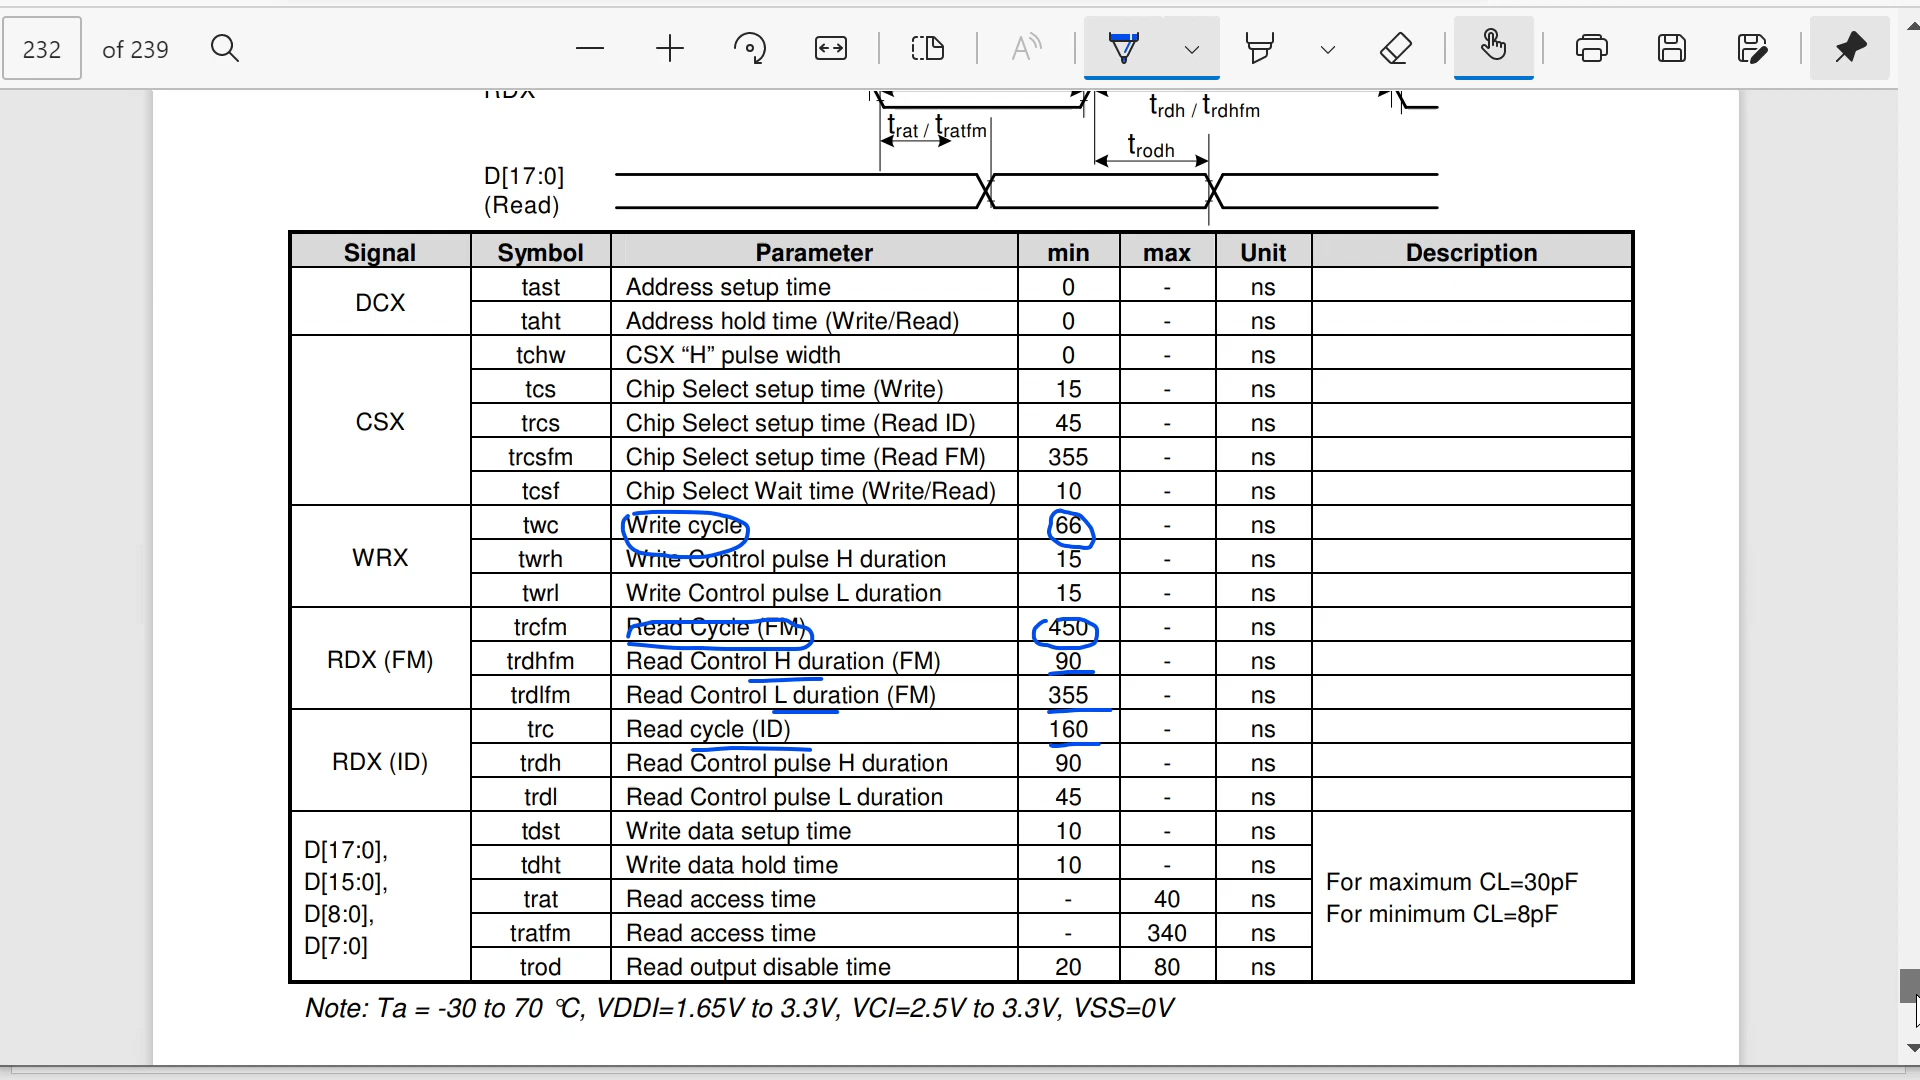 232 of 239
RDX
trdh / trdhfm
trat / tratfm
trodh
D[17:0]
(Read)
Signal Symbol Parameter min max Unit Description
DCX tast Address setup time 0 - ns
taht Address hold time (Write/Read) 0 - ns
CSX tchw CSX “H” pulse width 0 - ns
tcs Chip Select setup time (Write) 15 - ns
trcs Chip Select setup time (Read ID) 45 - ns
trcsfm Chip Select setup time (Read FM) 355 - ns
tcsf Chip Select Wait time (Write/Read) 10 - ns
WRX twc Write cycle 66 - ns
twrh Write Control pulse H duration 15 - ns
twrl Write Control pulse L duration 15 - ns
RDX (FM) trcfm Read Cycle (FM) 450 - ns
trdhfm Read Control H duration (FM) 90 - ns
trdlfm Read Control L duration (FM) 355 - ns
RDX (ID) trc Read cycle (ID) 160 - ns
trdh Read Control pulse H duration 90 - ns
trdl Read Control pulse L duration 45 - ns
D[17:0],
D[15:0],
D[8:0],
D[7:0]
tdst Write data setup time 10 - ns
tdht Write data hold time 10 - ns
trat Read access time - 40 ns
tratfm Read access time - 340 ns
trod Read output disable time 20 80 ns
For maximum CL=30pF
For minimum CL=8pF
Note: Ta = -30 to 70 °C, VDDI=1.65V to 3.3V, VCI=2.5V to 3.3V, VSS=0V